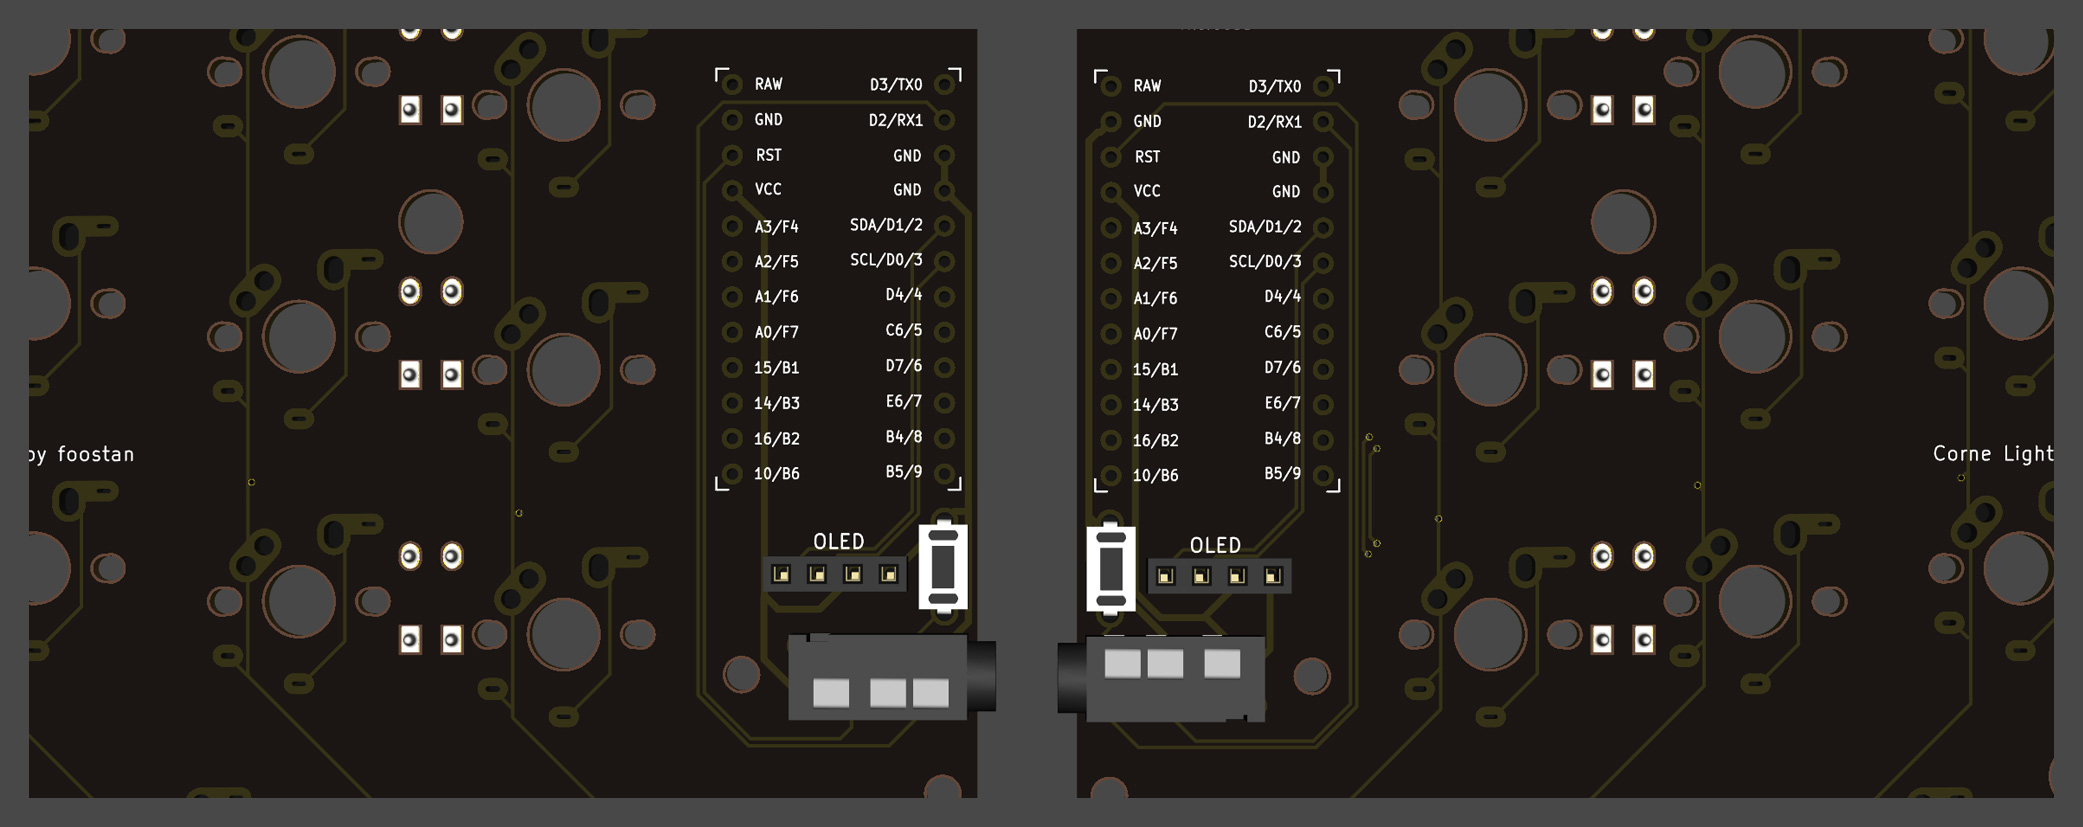 RAW D3/TX0
GND D2/RX1
RST GND
VCC GND
A3/F4 SDA/D1/2
A2/F5 SCL/D0/3
A1/F6 D4/4
A0/F7 C6/5
15/B1 D7/6
14/B3 E6/7
16/B2 B4/8
10/B6 B5/9
OLED
by foostan
RAW D3/TX0
GND D2/RX1
RST GND
VCC GND
A3/F4 SDA/D1/2
A2/F5 SCL/D0/3
A1/F6 D4/4
A0/F7 C6/5
15/B1 D7/6
14/B3 E6/7
16/B2 B4/8
10/B6 B5/9
OLED
Corne Light